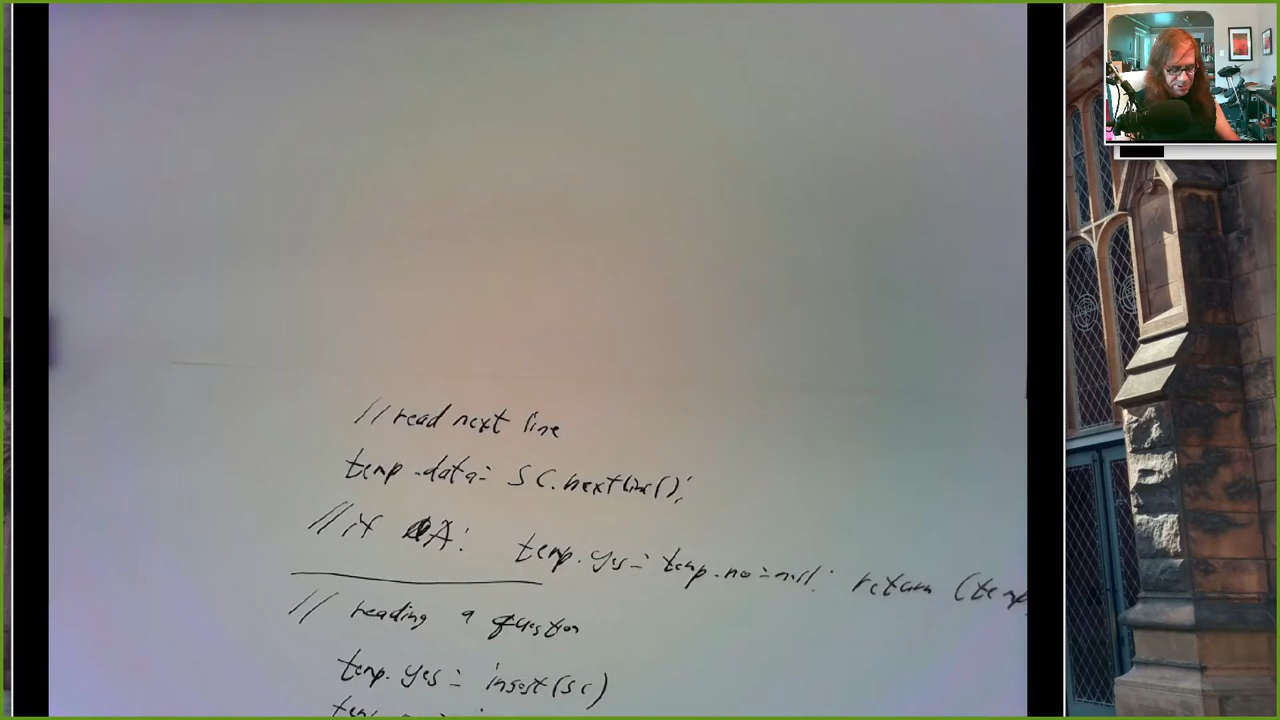 // read next line
temp.data = SC.nextLine();
// if A: temp.yes = temp.no = null; return (temp
// reading a question
temp.yes = ingest(sc)